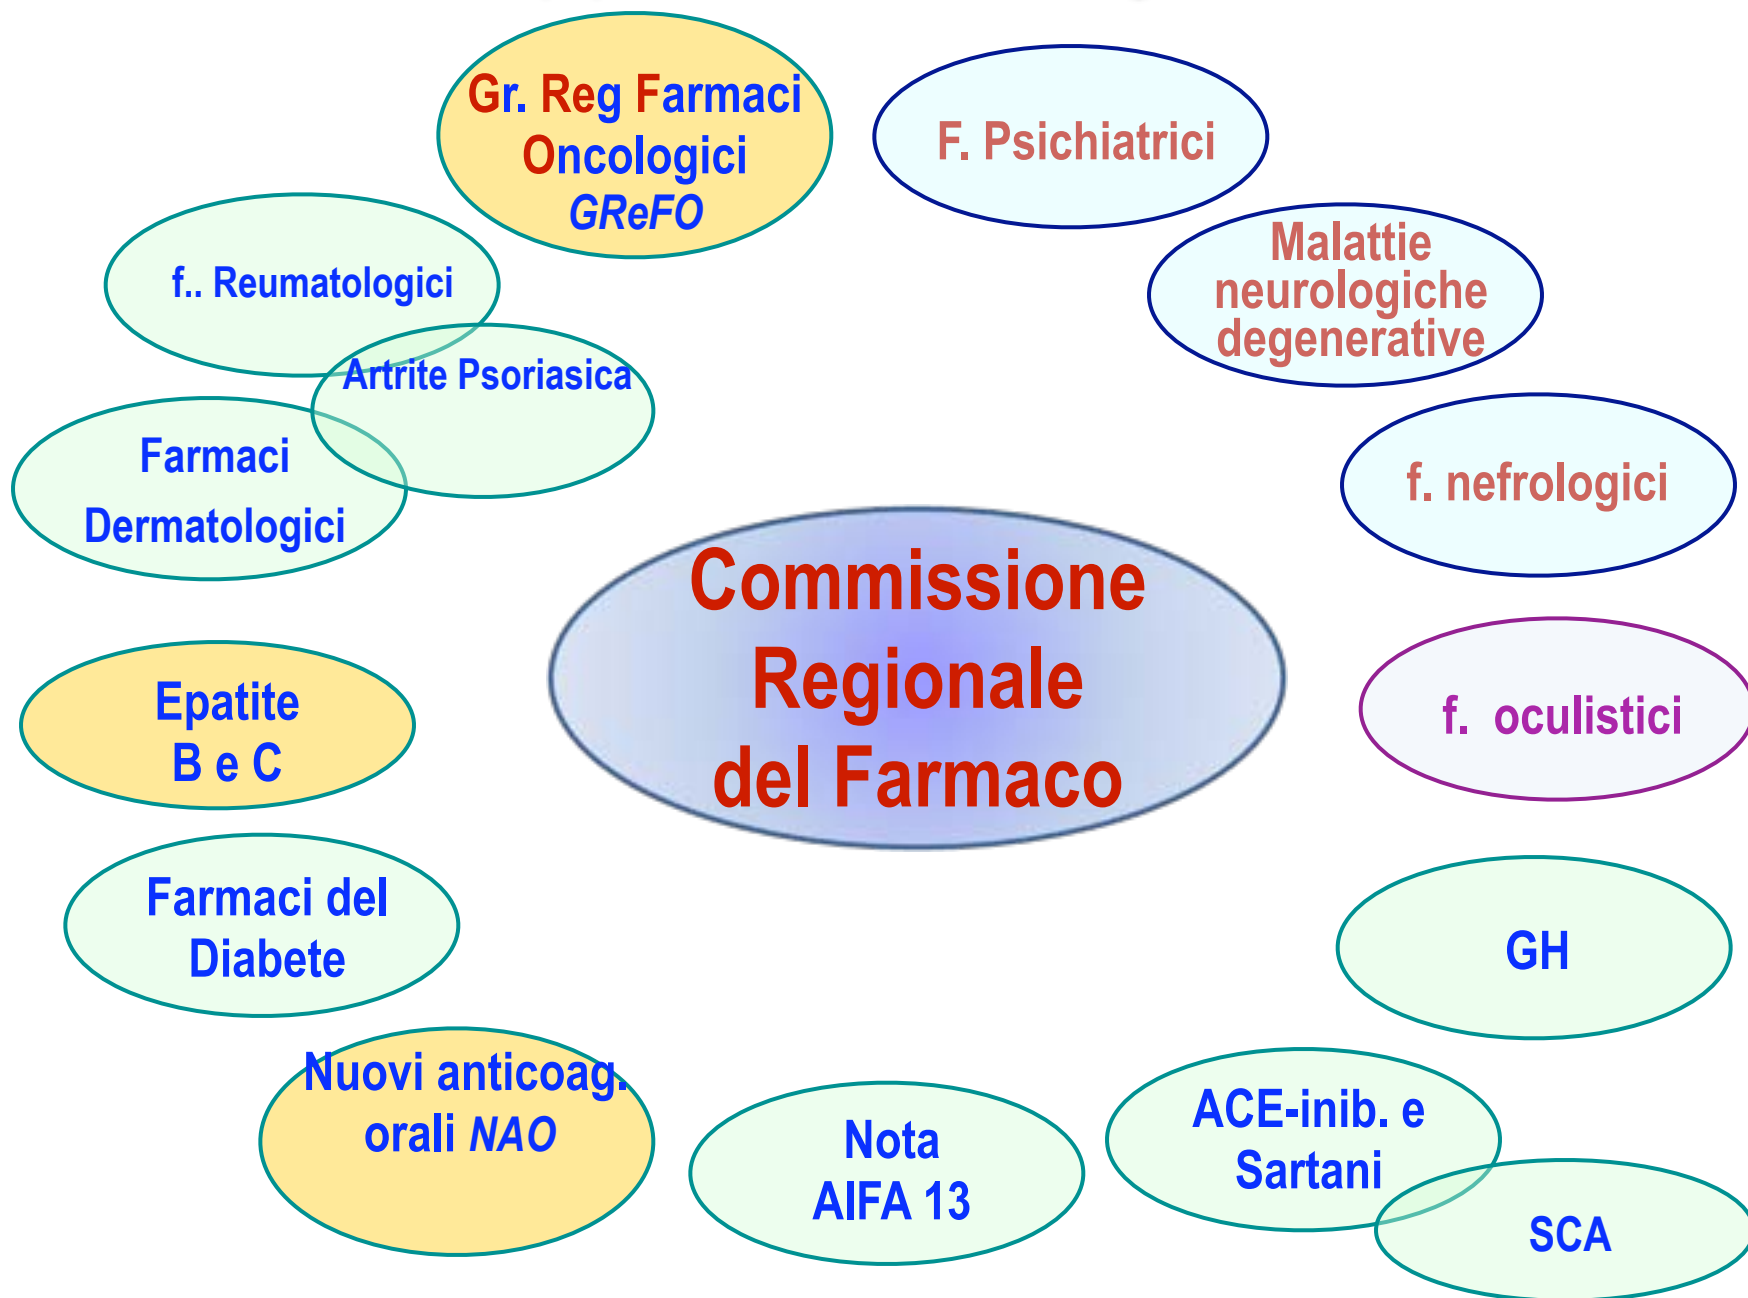 Gr. Reg Farmaci
Oncologici
GReFO
F. Psichiatrici
Malattie
neurologiche
degenerative
f.. Reumatologici
Artrite Psoriasica
Farmaci
Dermatologici
f. nefrologici
Commissione
Regionale
del Farmaco
Epatite
B e C
f. oculistici
Farmaci del
Diabete
GH
Nuovi anticoag.
orali NAO
Nota
AIFA 13
ACE-inib. e
Sartani
SCA